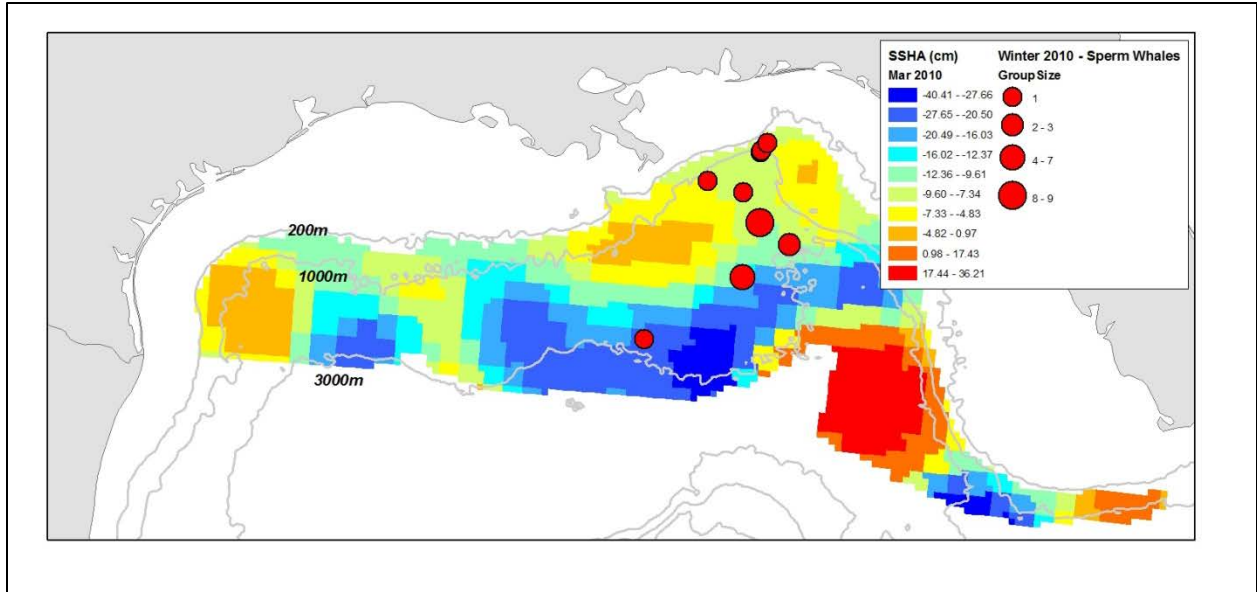 SSHA (cm)
Mar 2010
-40.41 - -27.66
-27.65 - -20.50
-20.49 - -16.03
-16.02 - -12.37
-12.36 - -9.61
-9.60 - -7.34
-7.33 - -4.83
-4.82 - 0.97
0.98 - 17.43
17.44 - 36.21
Winter 2010 - Sperm Whales
Group Size
1
2 - 3
4 - 7
8 - 9
200m
1000m
3000m